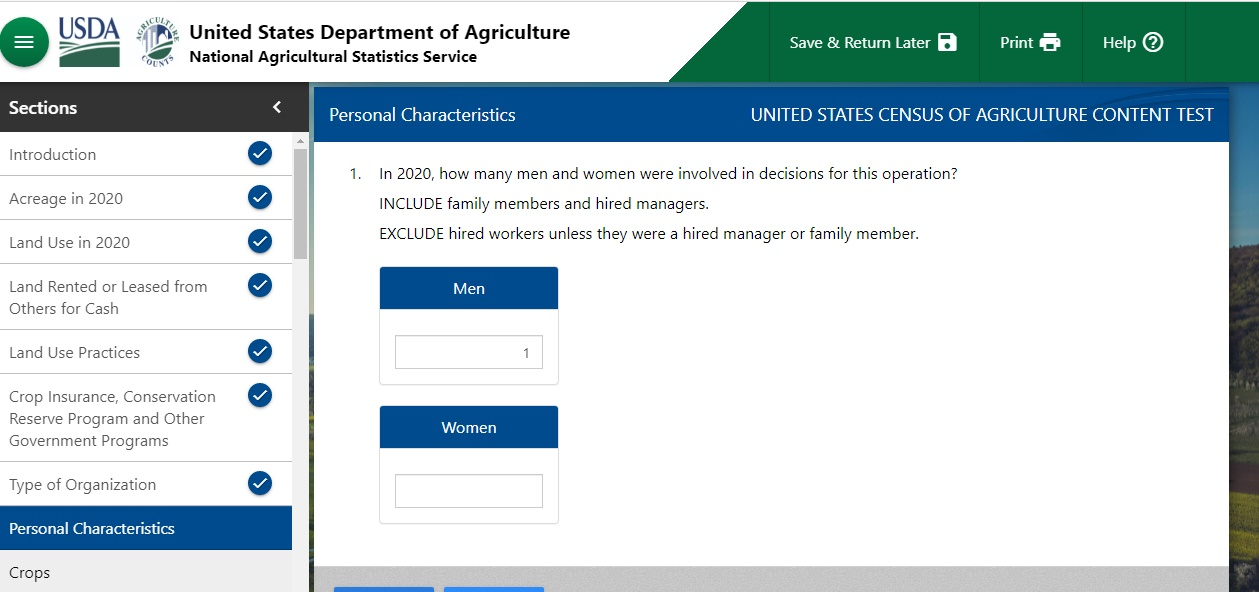 USDA
AGRICULTURE
COUNTS
United States Department of Agriculture
National Agricultural Statistics Service
Save & Return Later
Print
Help
Sections
Introduction
Acreage in 2020
Land Use in 2020
Land Rented or Leased from
Others for Cash
Land Use Practices
Crop Insurance, Conservation
Reserve Program and Other
Government Programs
Type of Organization
Personal Characteristics
Crops
Personal Characteristics
UNITED STATES CENSUS OF AGRICULTURE CONTENT TEST
1. In 2020, how many men and women were involved in decisions for this operation?
INCLUDE family members and hired managers.
EXCLUDE hired workers unless they were a hired manager or family member.
Men
1
Women